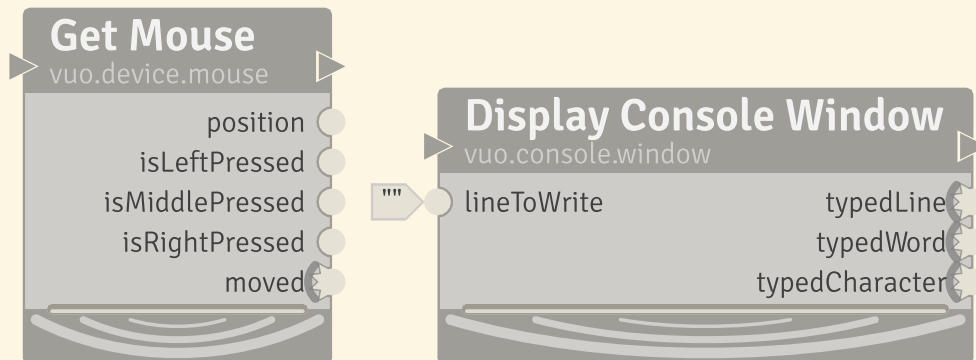 Get Mouse
vuo.device.mouse
position
isLeftPressed
isMiddlePressed
isRightPressed
moved
Display Console Window
vuo.console.window
""
lineToWrite
typedLine
typedWord
typedCharacter